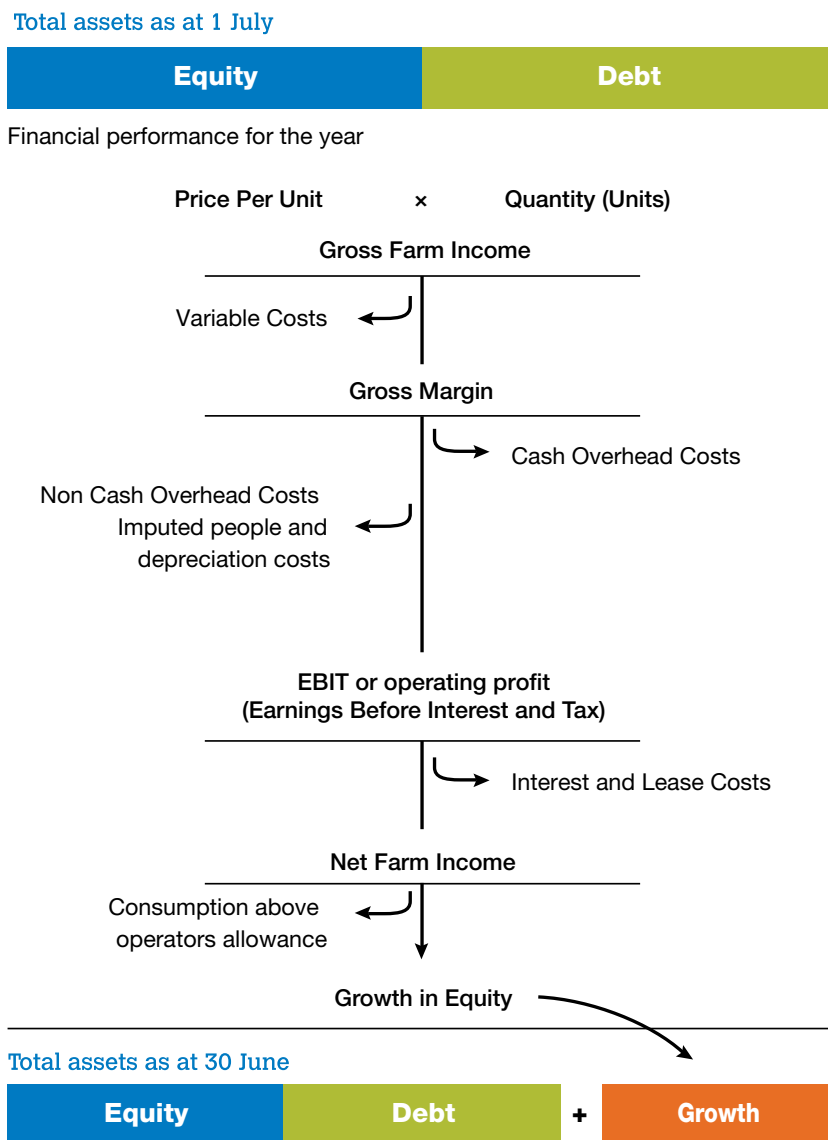 Total assets as at 1 July
Equity Debt
Financial performance for the year
Price Per Unit × Quantity (Units)
Gross Farm Income
Variable Costs
Gross Margin
Cash Overhead Costs
Non Cash Overhead Costs
Imputed people and
depreciation costs
EBIT or operating profit
(Earnings Before Interest and Tax)
Interest and Lease Costs
Net Farm Income
Consumption above
operators allowance
Growth in Equity
Total assets as at 30 June
Equity Debt + Growth